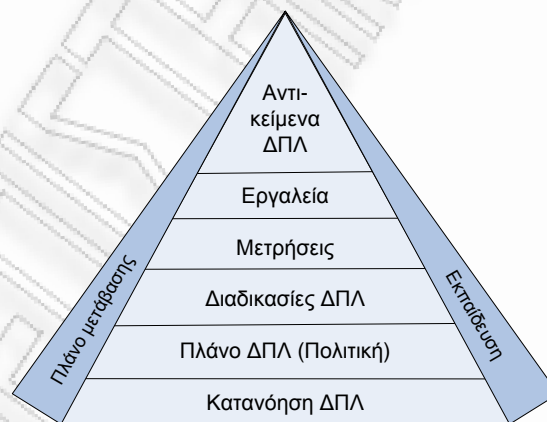 Αντι-
κείμενα
ΔΠΛ
Εργαλεία
Μετρήσεις
Διαδικασίες ΔΠΛ
Πλάνο ΔΠΛ (Πολιτική)
Κατανόηση ΔΠΛ
Πλάνο μετάβασης
Εκπαίδευση